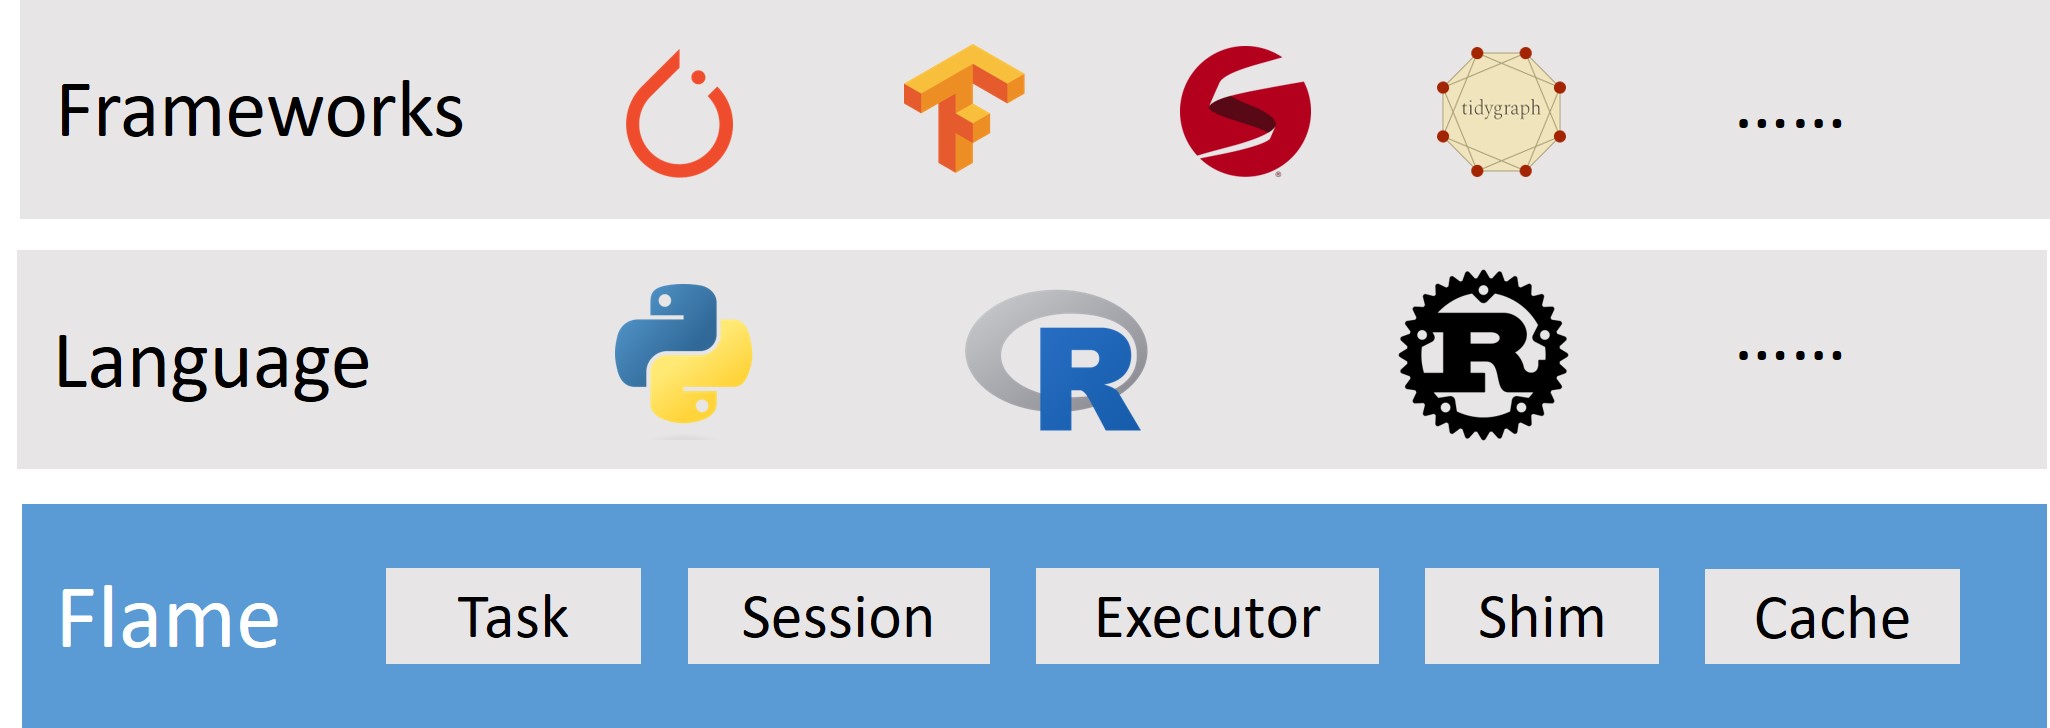 Frameworks
tidygraph
®
......
Language
R
R
......
Flame
Task
Session
Executor
Shim
Cache